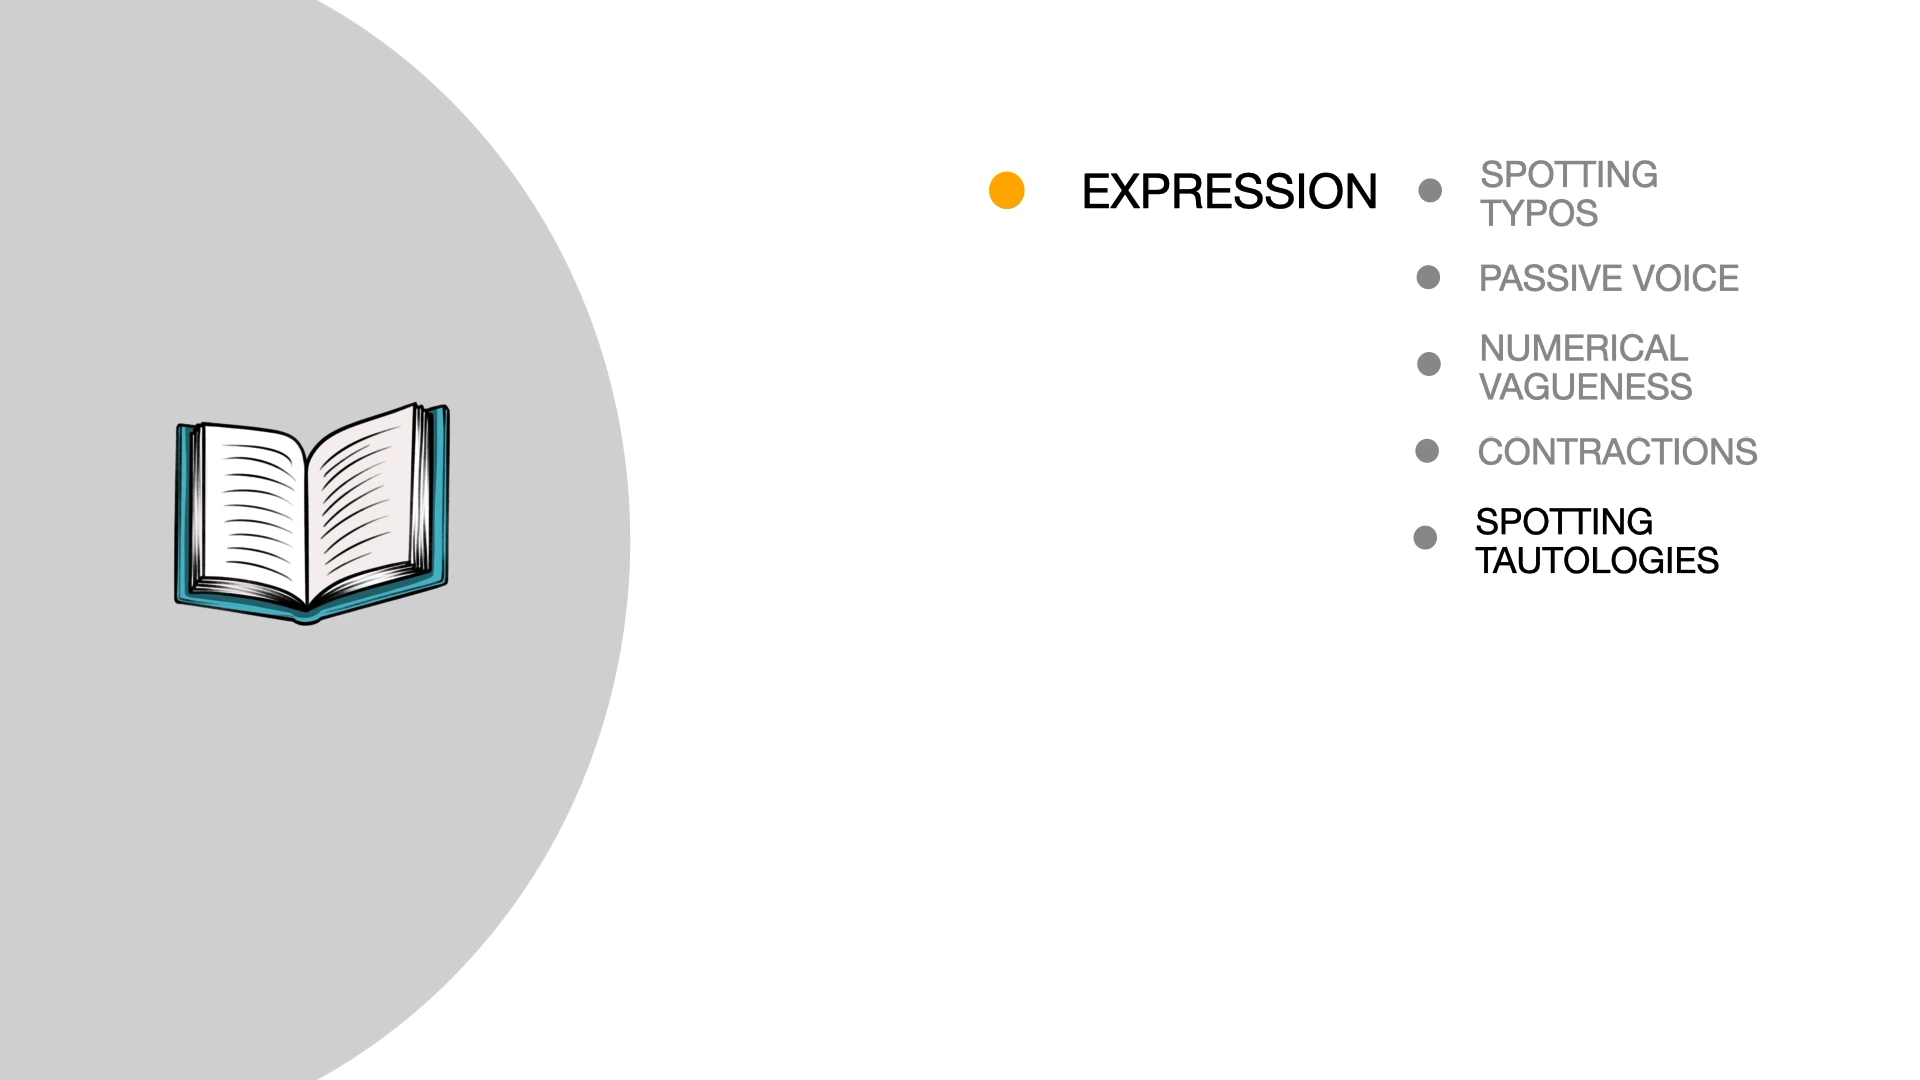 EXPRESSION
SPOTTING
TYPOS
PASSIVE VOICE
NUMERICAL
VAGUENESS
CONTRACTIONS
SPOTTING
TAUTOLOGIES